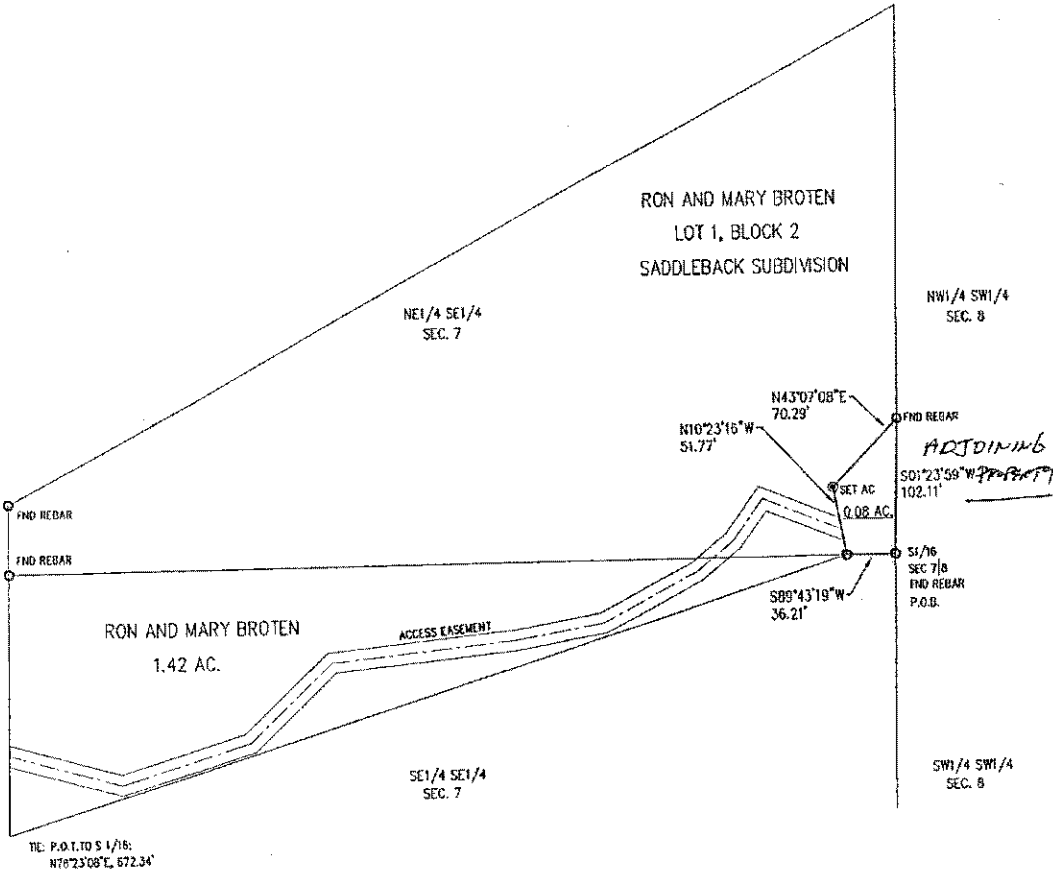 RON AND MARY BROTEN
LOT 1, BLOCK 2
SADDLEBACK SUBDIVISION
NE1/4 SE1/4
SEC. 7
NW1/4 SW1/4
SEC. 8
N43°07'08"E
70.29'
N10°23'16"W
51.77'
FND REBAR
ADJOINING
S01°23'59"W PROPERTY
102.11'
SET AC
0.08 AC.
FND REBAR
FND REBAR
S1/16
SEC 7|8
FND REBAR
P.O.B.
S89°43'19"W
36.21'
RON AND MARY BROTEN
1.42 AC.
ACCESS EASEMENT
SE1/4 SE1/4
SEC. 7
SW1/4 SW1/4
SEC. 8
TIE: P.O.T.TO S 1/16:
N76°23'08"E, 672.34'